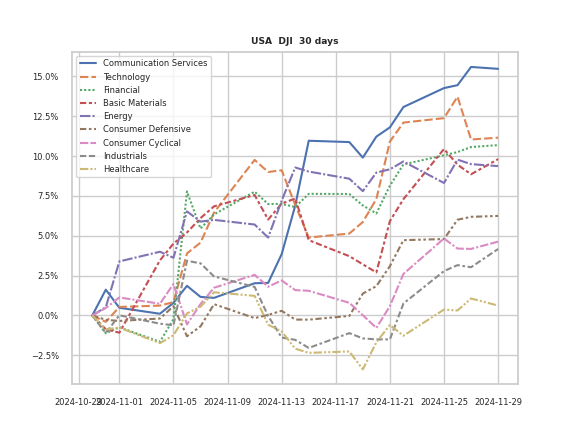 USA DJI 30 days
Communication Services
Technology
Financial
Basic Materials
Energy
Consumer Defensive
Consumer Cyclical
Industrials
Healthcare
15.0%
12.5%
10.0%
7.5%
5.0%
2.5%
0.0%
−2.5%
2024-10-29 2024-11-01 2024-11-05 2024-11-09 2024-11-13 2024-11-17 2024-11-21 2024-11-25 2024-11-29